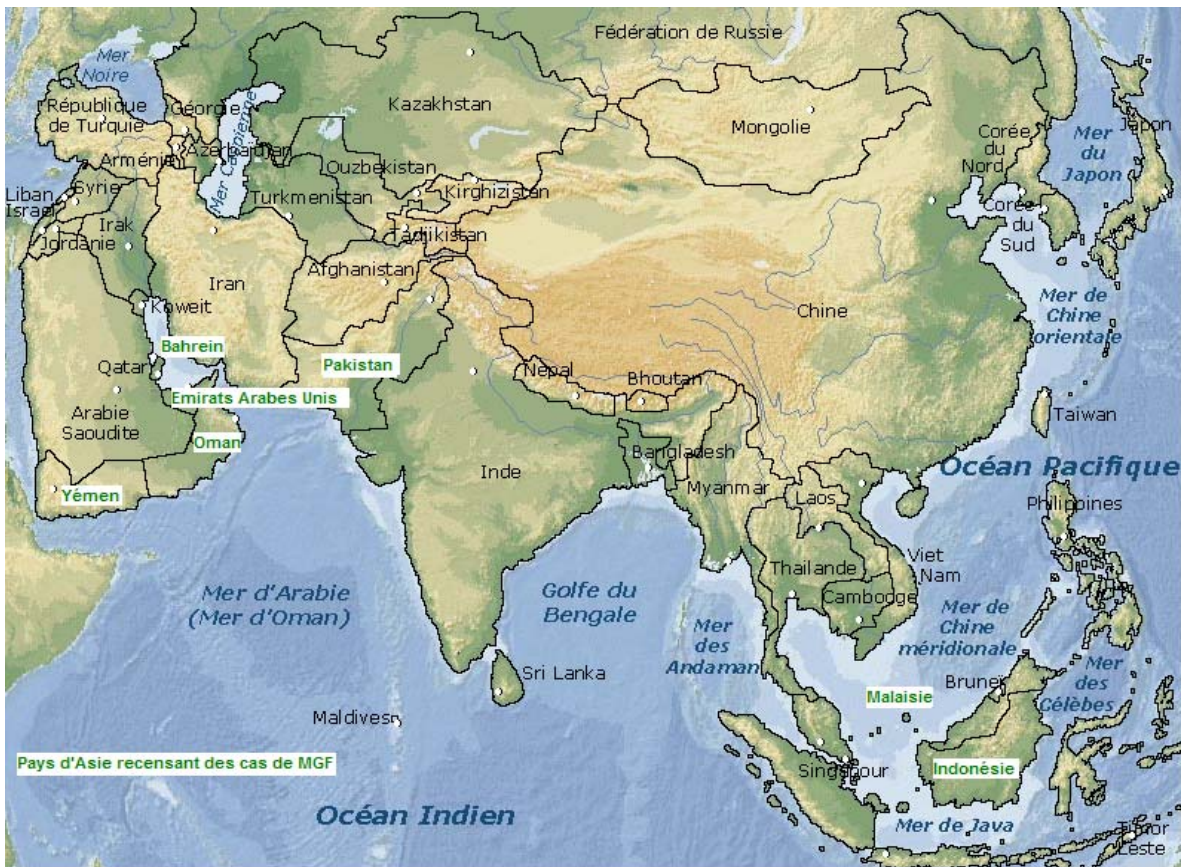 Fédération de Russie
Mer
Noire
République
de Turquie
Géorgie
Arménie
Azerbaïdjan
Mer Caspienne
Kazakhstan
Mongolie
Ouzbekistan
Turkmenistan
Kirghizistan
Tadjikistan
Corée
du
Nord
Corée
du
Sud
Mer
du
Japon
Japon
Liban
Syrie
Israel
Jordanie
Irak
Iran
Afghanistan
Chine
Koweit
Bahrein
Pakistan
Qatar
Emirats Arabes Unis
Arabie
Saoudite
Oman
Yémen
Nepal
Bhoutan
Inde
Bangladesh
Myanmar
Laos
Mer de
Chine
orientale
Taiwan
Océan Pacifique
Philippines
Thailande
Viet
Nam
Cambodge
Mer d'Arabie
(Mer d'Oman)
Golfe du
Bengale
Mer
des
Andaman
Mer de
Chine
méridionale
Sri Lanka
Maldives
Malaisie
Brunei
Mer
des
Célèbes
Singapour
Indonésie
Pays d'Asie recensant des cas de MGF
Océan Indien
Mer de Java
Timor
Leste